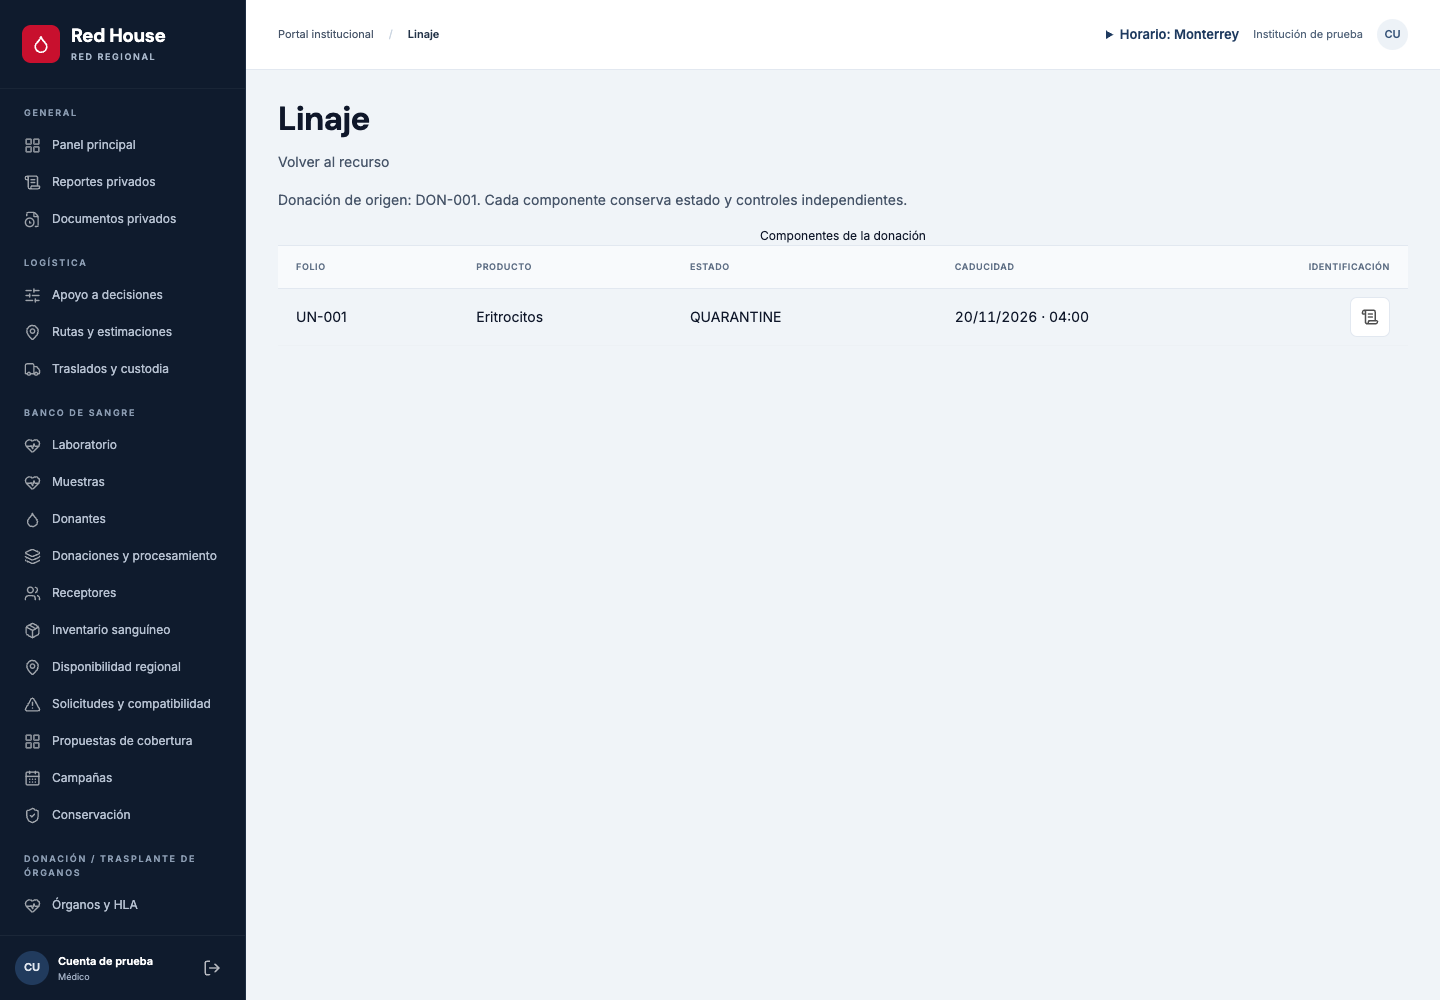 Red House
RED REGIONAL
GENERAL
Panel principal
Reportes privados
Documentos privados
LOGÍSTICA
Apoyo a decisiones
Rutas y estimaciones
Traslados y custodia
BANCO DE SANGRE
Laboratorio
Muestras
Donantes
Donaciones y procesamiento
Receptores
Inventario sanguíneo
Disponibilidad regional
Solicitudes y compatibilidad
Propuestas de cobertura
Campañas
Conservación
DONACIÓN / TRASPLANTE DE
ÓRGANOS
Órganos y HLA
CU
Cuenta de prueba
Médico
Portal institucional / Linaje
Horario: Monterrey
Institución de prueba
CU
Linaje
Volver al recurso
Donación de origen: DON-001. Cada componente conserva estado y controles independientes.
Componentes de la donación
FOLIO PRODUCTO ESTADO CADUCIDAD IDENTIFICACIÓN
UN-001 Eritrocitos QUARANTINE 20/11/2026 · 04:00